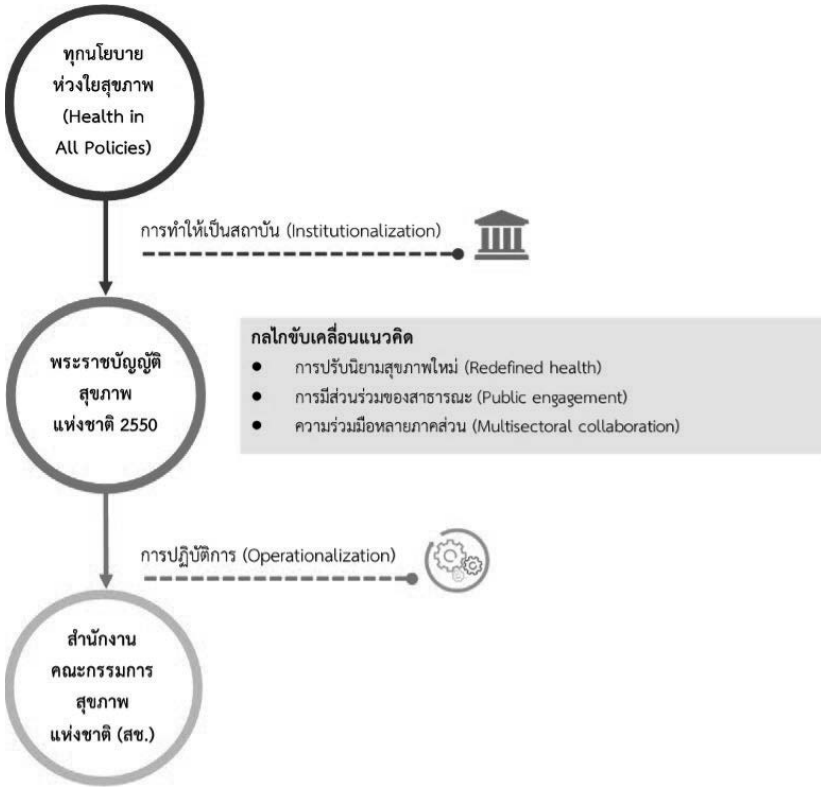 ทุกนโยบาย
ห่วงใยสุขภาพ
(Health in
All Policies)
การทำให้เป็นสถาบัน (Institutionalization)
พระราชบัญญัติ
สุขภาพ
แห่งชาติ 2550
กลไกขับเคลื่อนแนวคิด
● การปรับนิยามสุขภาพใหม่ (Redefined health)
● การมีส่วนร่วมของสาธารณะ (Public engagement)
● ความร่วมมือหลายภาคส่วน (Multisectoral collaboration)
การปฏิบัติการ (Operationalization)
สำนักงาน
คณะกรรมการ
สุขภาพ
แห่งชาติ (สช.)